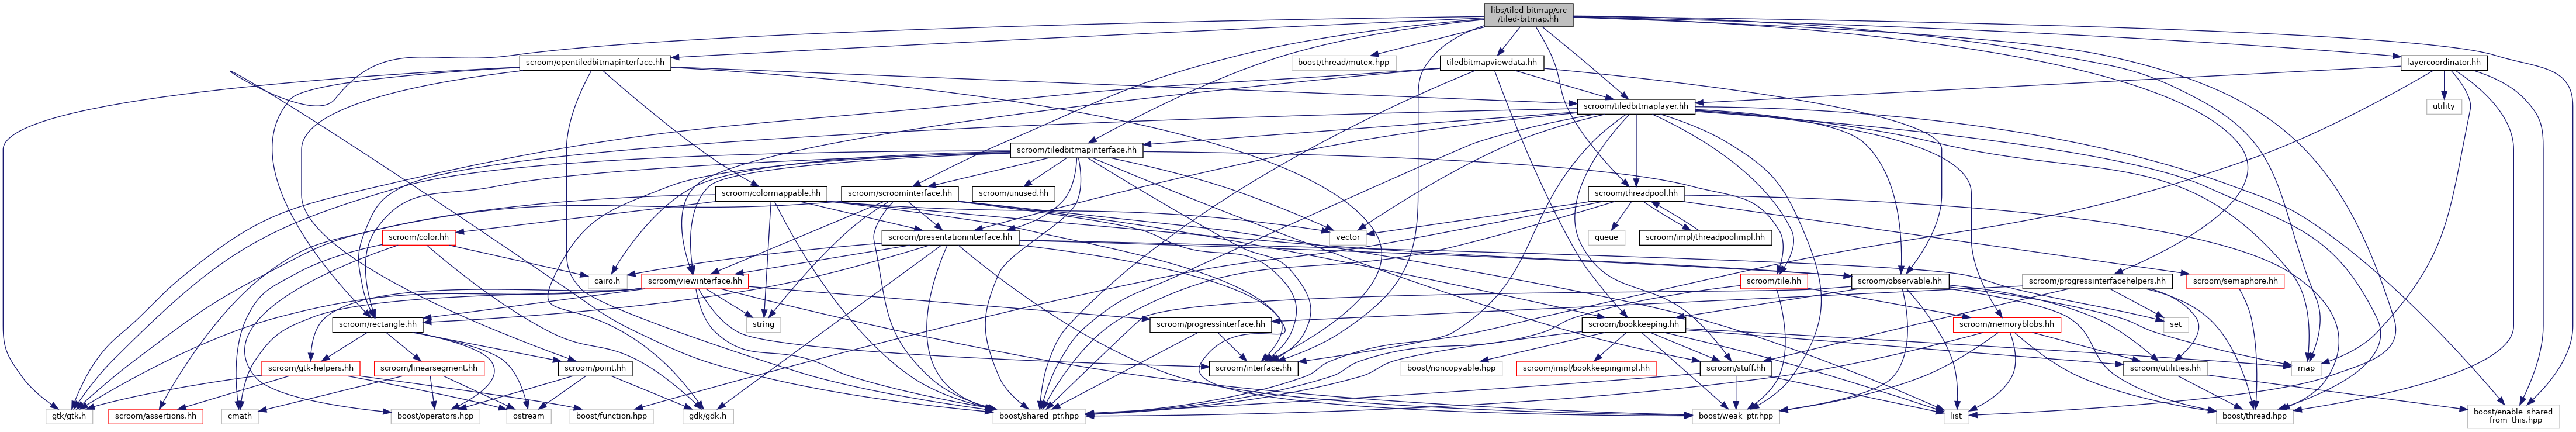 libs/tiled-bitmap/src
/tiled-bitmap.hh
scroom/opentiledbitmapinterface.hh
boost/thread/mutex.hpp
tiledbitmapviewdata.hh
layercoordinator.hh
scroom/tiledbitmaplayer.hh
utility
scroom/tiledbitmapinterface.hh
scroom/colormappable.hh
scroom/scroominterface.hh
scroom/unused.hh
scroom/threadpool.hh
scroom/color.hh
scroom/presentationinterface.hh
vector
queue
scroom/impl/threadpoolimpl.hh
cairo.h
scroom/viewinterface.hh
scroom/tile.hh
scroom/observable.hh
scroom/progressinterfacehelpers.hh
scroom/semaphore.hh
scroom/rectangle.hh
string
scroom/progressinterface.hh
scroom/bookkeeping.hh
scroom/memoryblobs.hh
set
scroom/gtk-helpers.hh
scroom/linearsegment.hh
scroom/point.hh
scroom/interface.hh
boost/noncopyable.hpp
scroom/impl/bookkeepingimpl.hh
scroom/stuff.hh
scroom/utilities.hh
map
gtk/gtk.h
scroom/assertions.hh
cmath
boost/operators.hpp
ostream
boost/function.hpp
gdk/gdk.h
boost/shared_ptr.hpp
boost/weak_ptr.hpp
list
boost/thread.hpp
boost/enable_shared
_from_this.hpp